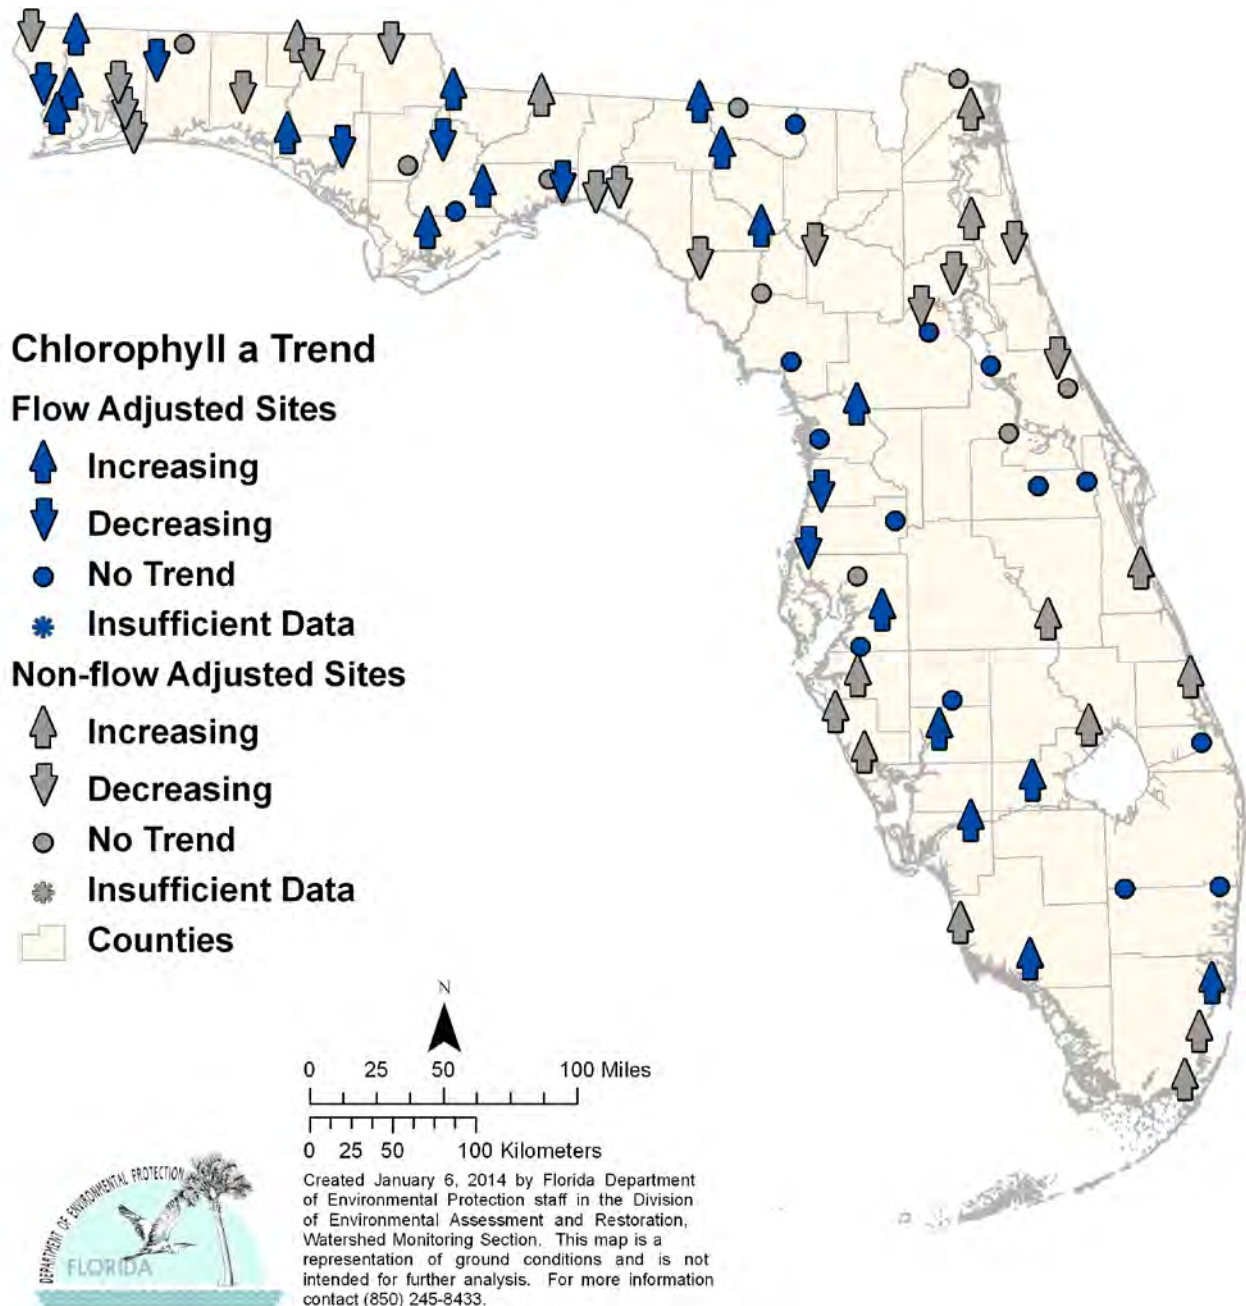 Chlorophyll a Trend
Flow Adjusted Sites
Increasing
Decreasing
No Trend
Insufficient Data
Non-flow Adjusted Sites
Increasing
Decreasing
No Trend
Insufficient Data
Counties
N
0 25 50 100 Miles
0 25 50 100 Kilometers
Created January 6, 2014 by Florida Department
of Environmental Protection staff in the Division
of Environmental Assessment and Restoration,
Watershed Monitoring Section. This map is a
representation of ground conditions and is not
intended for further analysis. For more information
contact (850) 245-8433.
DEPARTMENT OF ENVIRONMENTAL PROTECTION
FLORIDA